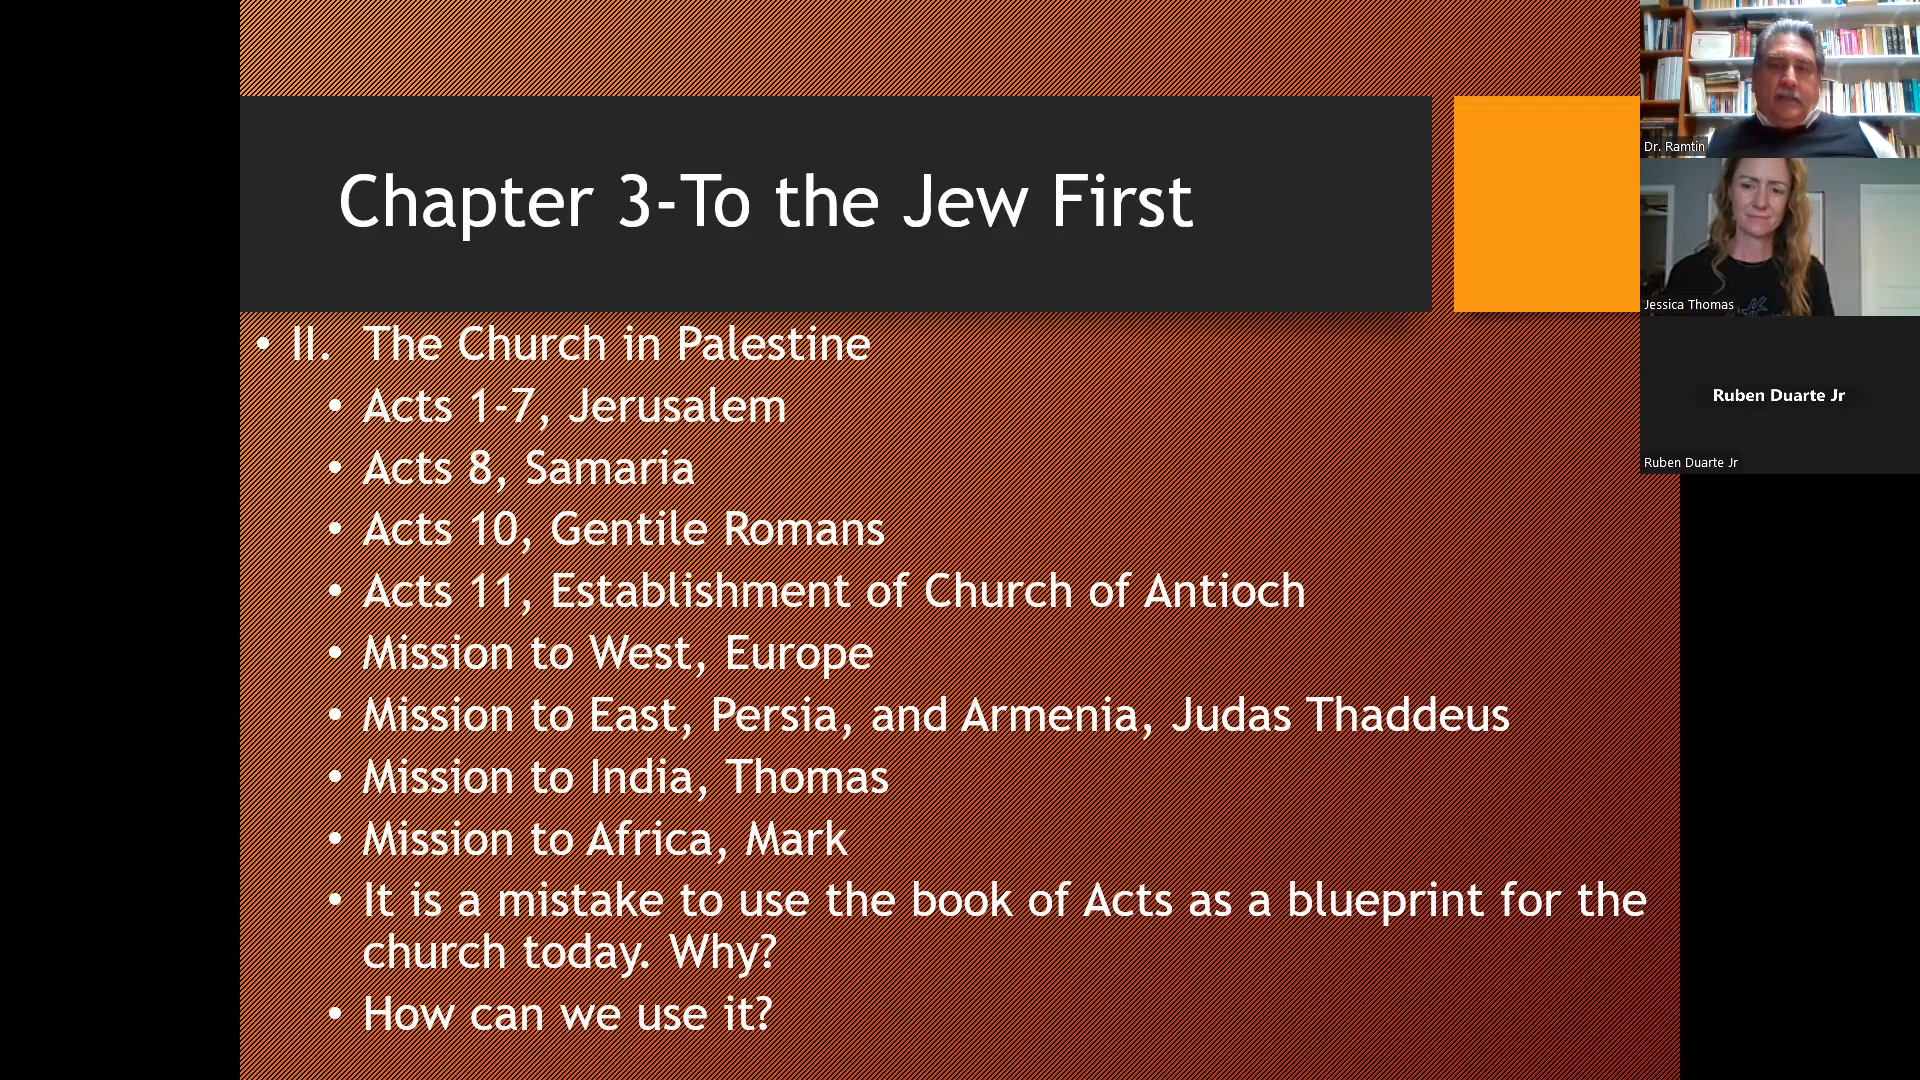 Chapter 3-To the Jew First
• II. The Church in Palestine
• Acts 1-7, Jerusalem
• Acts 8, Samaria
• Acts 10, Gentile Romans
• Acts 11, Establishment of Church of Antioch
• Mission to West, Europe
• Mission to East, Persia, and Armenia, Judas Thaddeus
• Mission to India, Thomas
• Mission to Africa, Mark
• It is a mistake to use the book of Acts as a blueprint for the
church today. Why?
• How can we use it?
Dr. Ramtin
Jessica Thomas
Ruben Duarte Jr
Ruben Duarte Jr